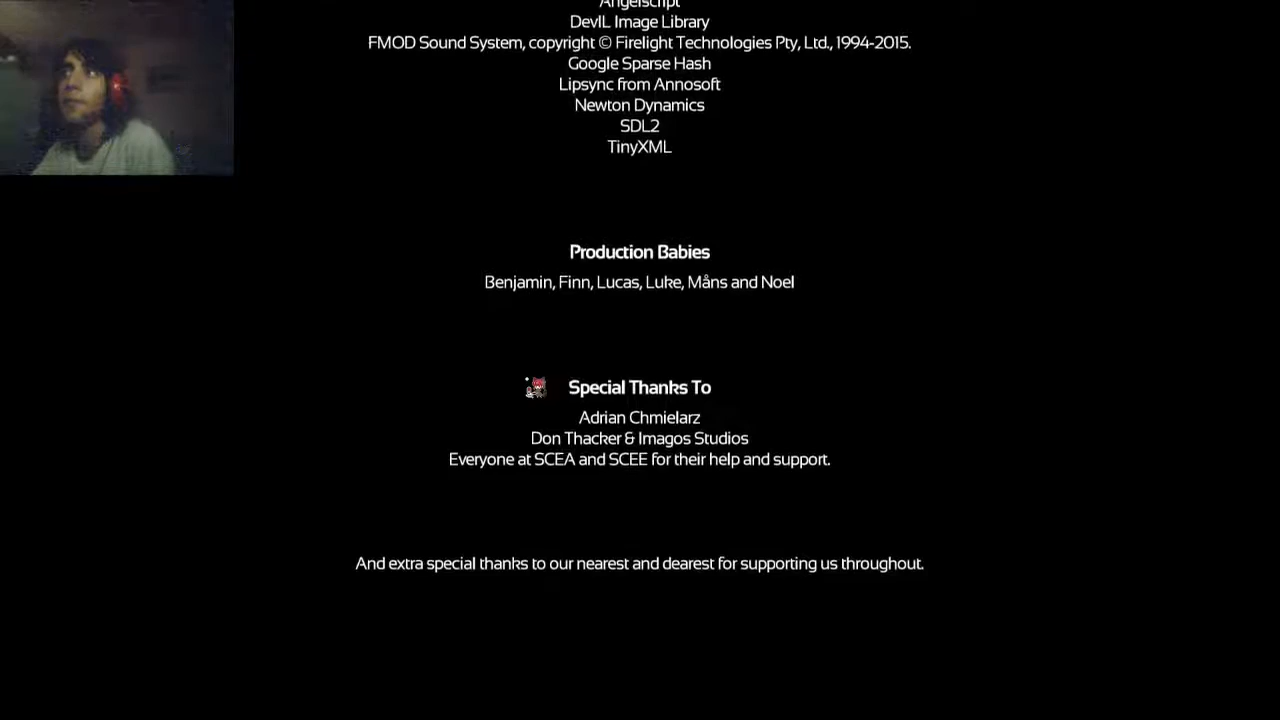 Angelscript
DevIL Image Library
FMOD Sound System, copyright © Firelight Technologies Pty, Ltd., 1994-2015.
Google Sparse Hash
Lipsync from Annosoft
Newton Dynamics
SDL2
TinyXML
Production Babies
Benjamin, Finn, Lucas, Luke, Måns and Noel
Special Thanks To
Adrian Chmielarz
Don Thacker & Imagos Studios
Everyone at SCEA and SCEE for their help and support.
And extra special thanks to our nearest and dearest for supporting us throughout.